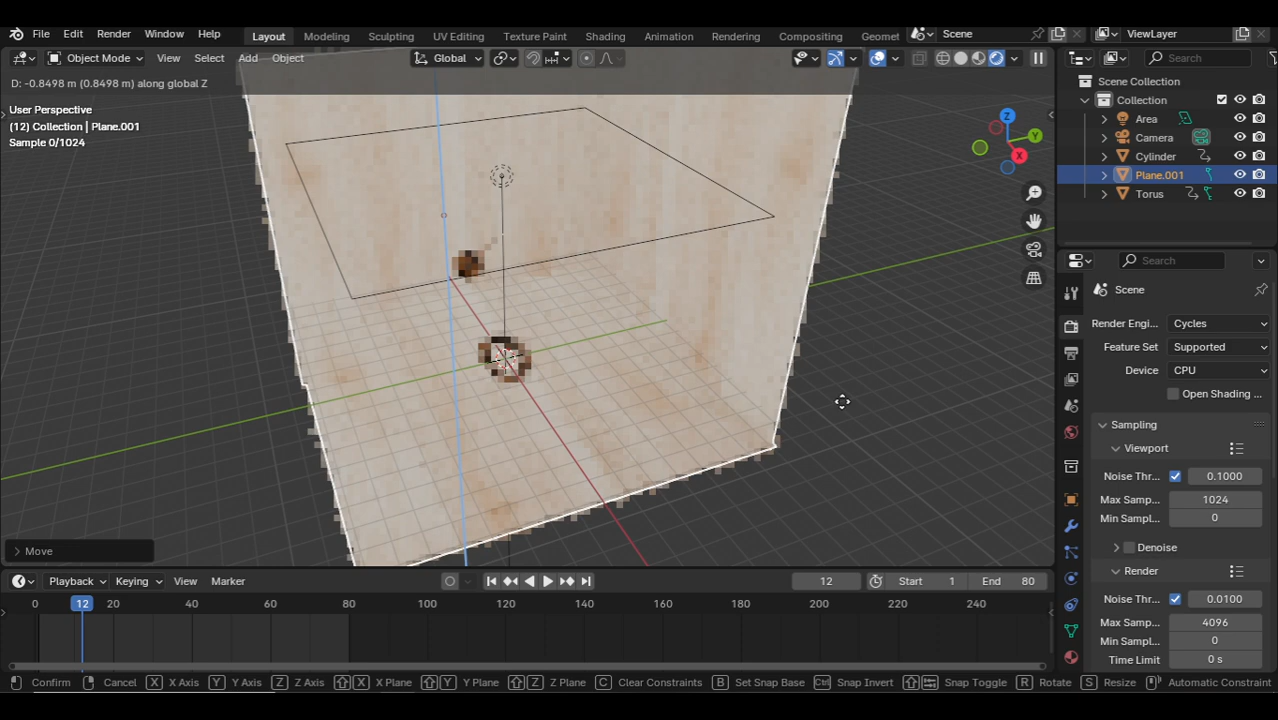 File Edit Render Window Help Layout Modeling Sculpting UV Editing Texture Paint Shading Animation Rendering Compositing Geomet Scene ViewLayer
Object Mode View Select Add Object Global Search
D: -0.8498 m (0.8498 m) along global Z
User Perspective
(12) Collection | Plane.001
Sample 0/1024
Z
Y
X
Scene Collection
Collection
Area
Camera
Cylinder
Plane.001
Torus
Search
Scene
Render Engi... Cycles
Feature Set Supported
Device CPU
Open Shading ...
Sampling
Viewport
Noise Thr... 0.1000
Max Samp... 1024
Min Sampl... 0
Denoise
Render
Noise Thr... 0.0100
Max Samp... 4096
Min Sampl... 0
Time Limit 0 s
Move
Playback Keying View Marker 12 Start 1 End 80
0 12 20 40 60 80 100 120 140 160 180 200 220 240
Confirm Cancel X X Axis Y Y Axis Z Z Axis X X Plane Y Y Plane Z Z Plane C Clear Constraints B Set Snap Base Ctrl Snap Invert Snap Toggle R Rotate S Resize Automatic Constraint